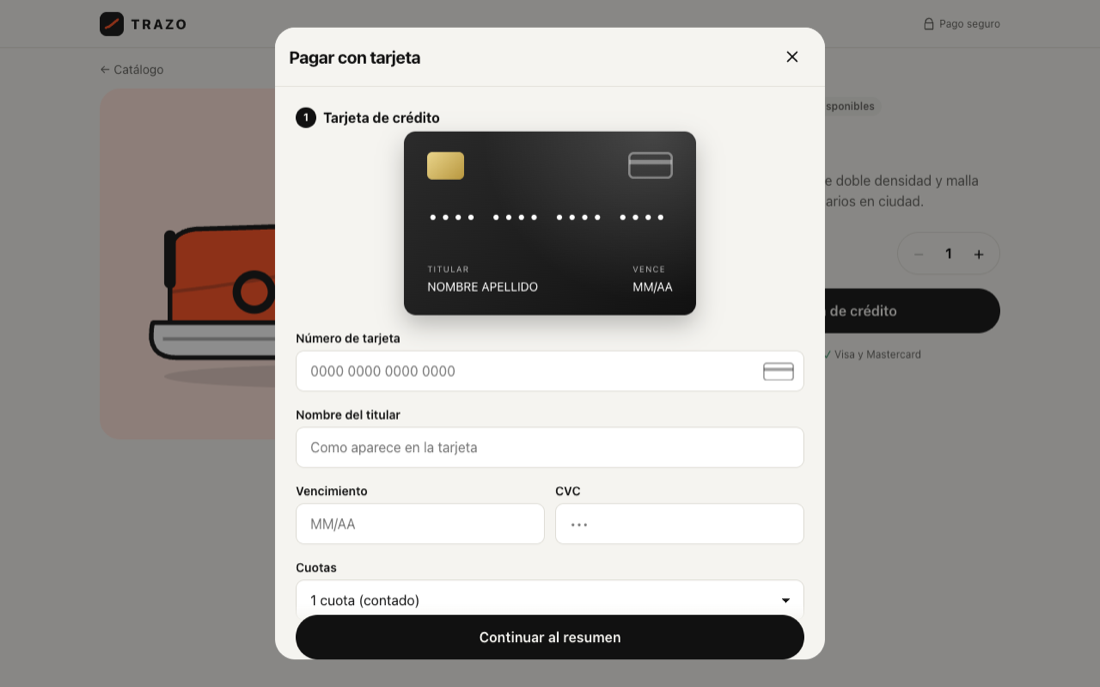 TRAZO
Pago seguro
← Catálogo
Pagar con tarjeta
1 Tarjeta de crédito
TITULAR
NOMBRE APELLIDO
VENCE
MM/AA
Número de tarjeta
0000 0000 0000 0000
Nombre del titular
Como aparece en la tarjeta
Vencimiento
MM/AA
CVC
Cuotas
1 cuota (contado)
Continuar al resumen
doble densidad y malla
en ciudad.
− 1 +
de crédito
✓ Visa y Mastercard